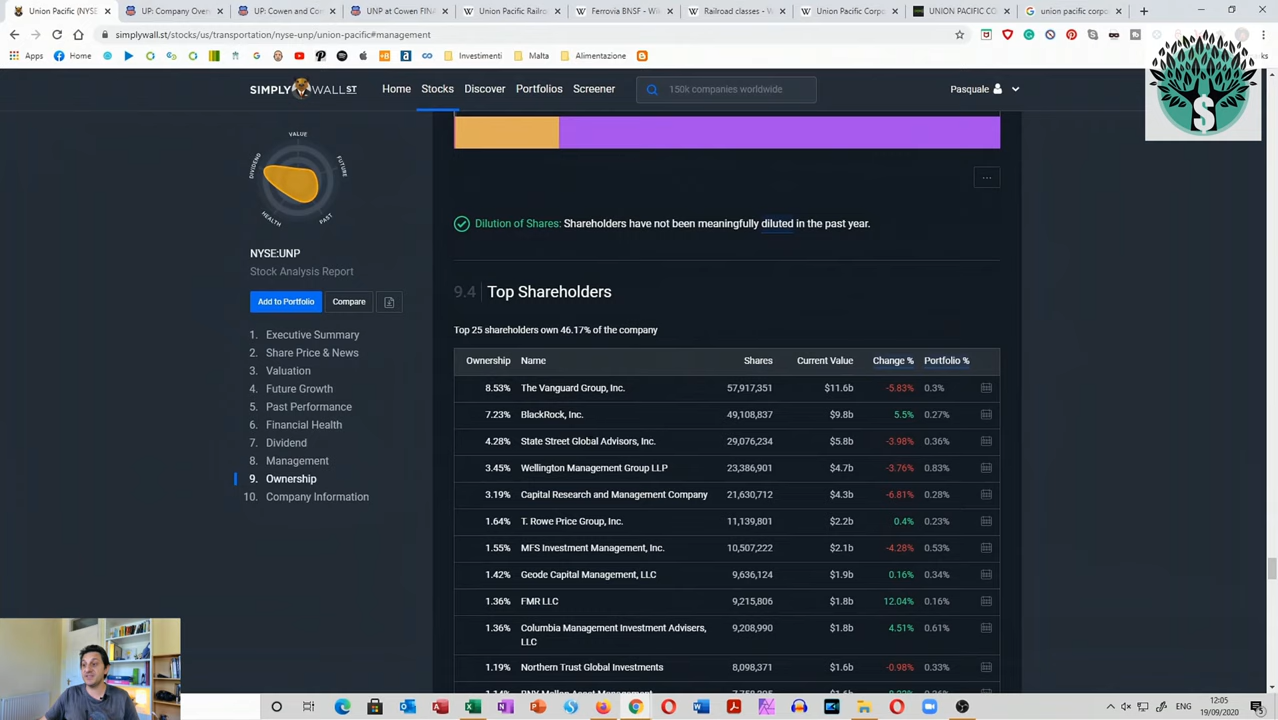 Union Pacific (NYSE
UP: Company Over
UP: Cowen and Co
UNP at Cowen FINA
Union Pacific Railro
Ferrovia BNSF - Wik
Railroad classes - W
Union Pacific Corpo
UNION PACIFIC CO
union pacific corpo
simplywall.st/stocks/us/transportation/nyse-unp/union-pacific#management
Apps
Home
Investimenti
Malta
Alimentazione
SIMPLY WALL ST
Home
Stocks
Discover
Portfolios
Screener
150k companies worldwide
Pasquale
$
VALUE
FUTURE
PAST
HEALTH
DIVIDEND
NYSE:UNP
Stock Analysis Report
Add to Portfolio
Compare
1. Executive Summary
2. Share Price & News
3. Valuation
4. Future Growth
5. Past Performance
6. Financial Health
7. Dividend
8. Management
9. Ownership
10. Company Information
Dilution of Shares: Shareholders have not been meaningfully diluted in the past year.
9.4 Top Shareholders
Top 25 shareholders own 46.17% of the company
Ownership Name Shares Current Value Change % Portfolio %
8.53% The Vanguard Group, Inc. 57,917,351 $11.6b -5.83% 0.3%
7.23% BlackRock, Inc. 49,108,837 $9.8b 5.5% 0.27%
4.28% State Street Global Advisors, Inc. 29,076,234 $5.8b -3.98% 0.36%
3.45% Wellington Management Group LLP 23,386,901 $4.7b -3.76% 0.83%
3.19% Capital Research and Management Company 21,630,712 $4.3b -6.81% 0.28%
1.64% T. Rowe Price Group, Inc. 11,139,801 $2.2b 0.4% 0.23%
1.55% MFS Investment Management, Inc. 10,507,222 $2.1b -4.28% 0.53%
1.42% Geode Capital Management, LLC 9,636,124 $1.9b 0.16% 0.34%
1.36% FMR LLC 9,215,806 $1.8b 12.04% 0.16%
1.36% Columbia Management Investment Advisers, 9,208,990 $1.8b 4.51% 0.61%
LLC
1.19% Northern Trust Global Investments 8,098,371 $1.6b -0.98% 0.33%
12:05
19/09/2020